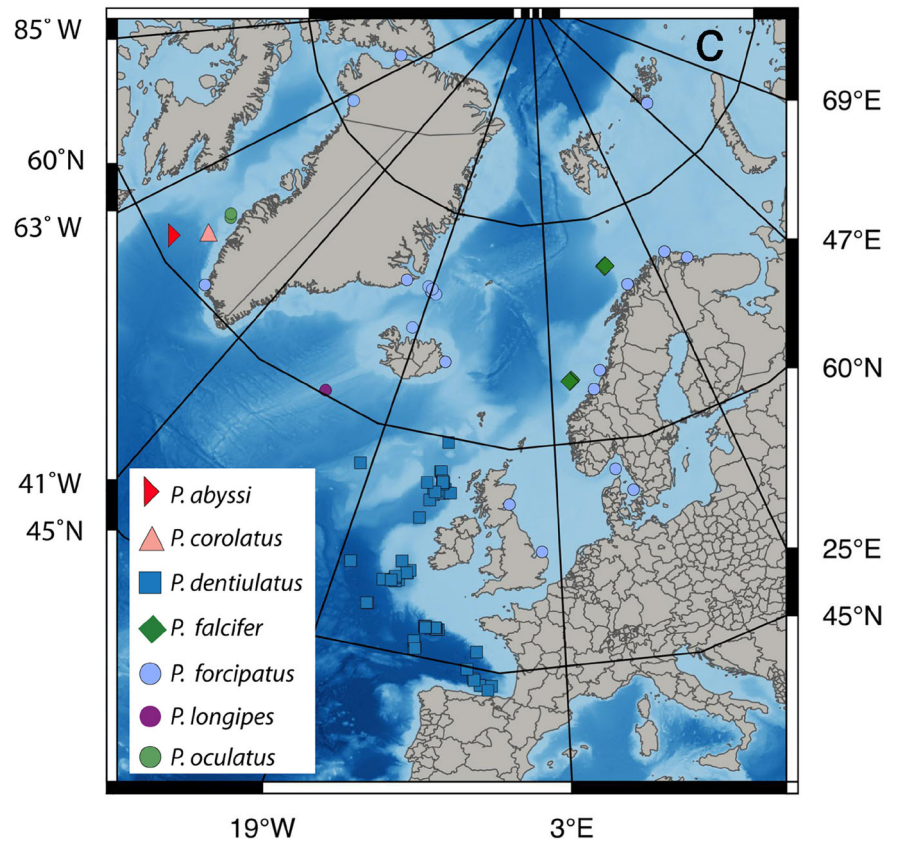 C
85°W
60°N
63°W
41°W
45°N
69°E
47°E
60°N
25°E
45°N
19°W
3°E
P. abyssi
P. corolatus
P. dentiulatus
P. falcifer
P. forcipatus
P. longipes
P. oculatus